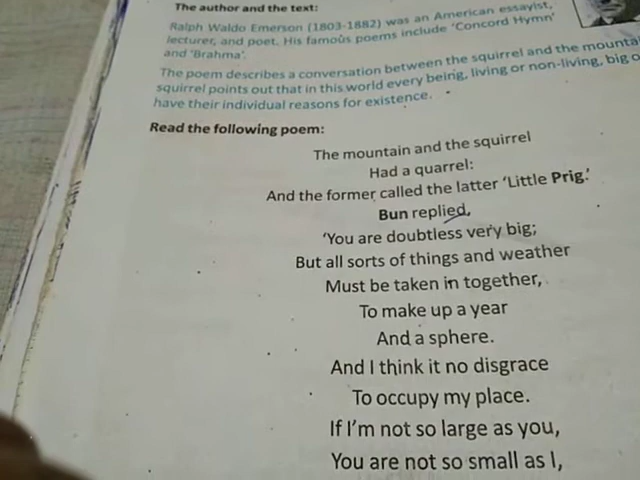 The author and the text:
Ralph Waldo Emerson (1803-1882) was an American essayist,
lecturer, and poet. His famous poems include 'Concord Hymn'
and 'Brahma'.
The poem describes a conversation between the squirrel and the
squirrel points out that in this world every being, living or non-living, big
have their individual reasons for existence.
Read the following poem:
The mountain and the squirrel
Had a quarrel:
And the former called the latter 'Little Prig.'
Bun replied,
'You are doubtless very big;
But all sorts of things and weather
Must be taken in together,
To make up a year
And a sphere.
And I think it no disgrace
To occupy my place.
If I'm not so large as you,
You are not so small as I,